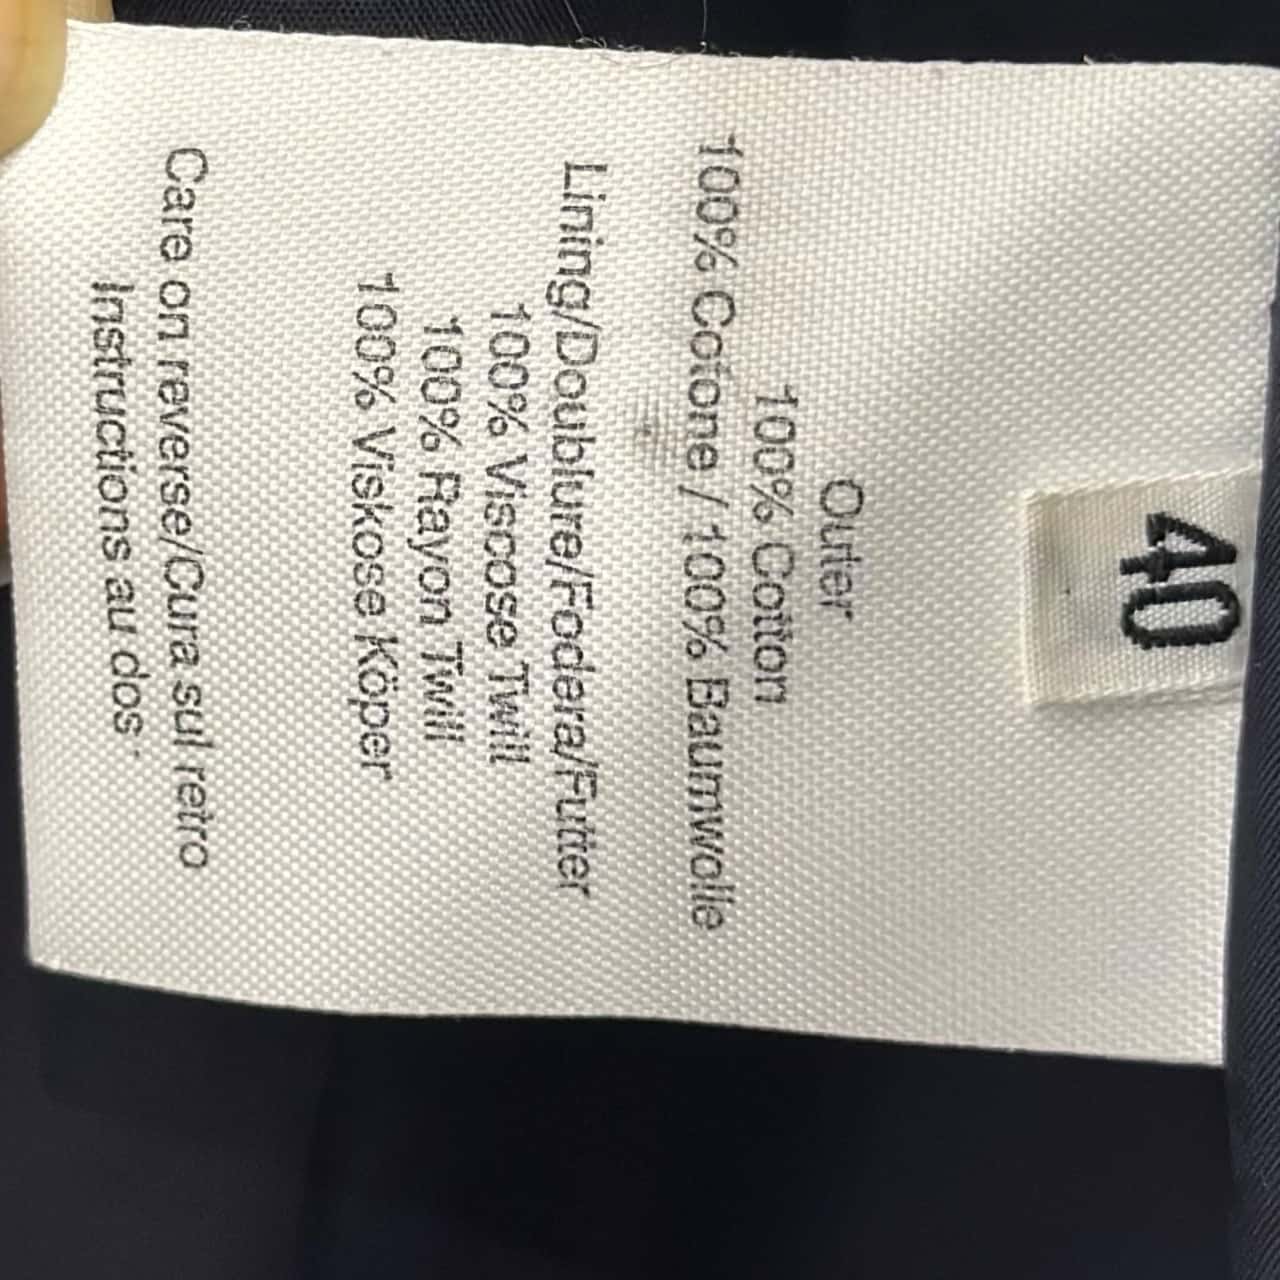 40
Outer
100% Cotton
100% Cotone / 100% Baumwolle
Lining/Doublure/Fodera/Futter
100% Viscose Twill
100% Rayon Twill
100% Viskose Köper
Care on reverse/Cura sul retro
Instructions au dos